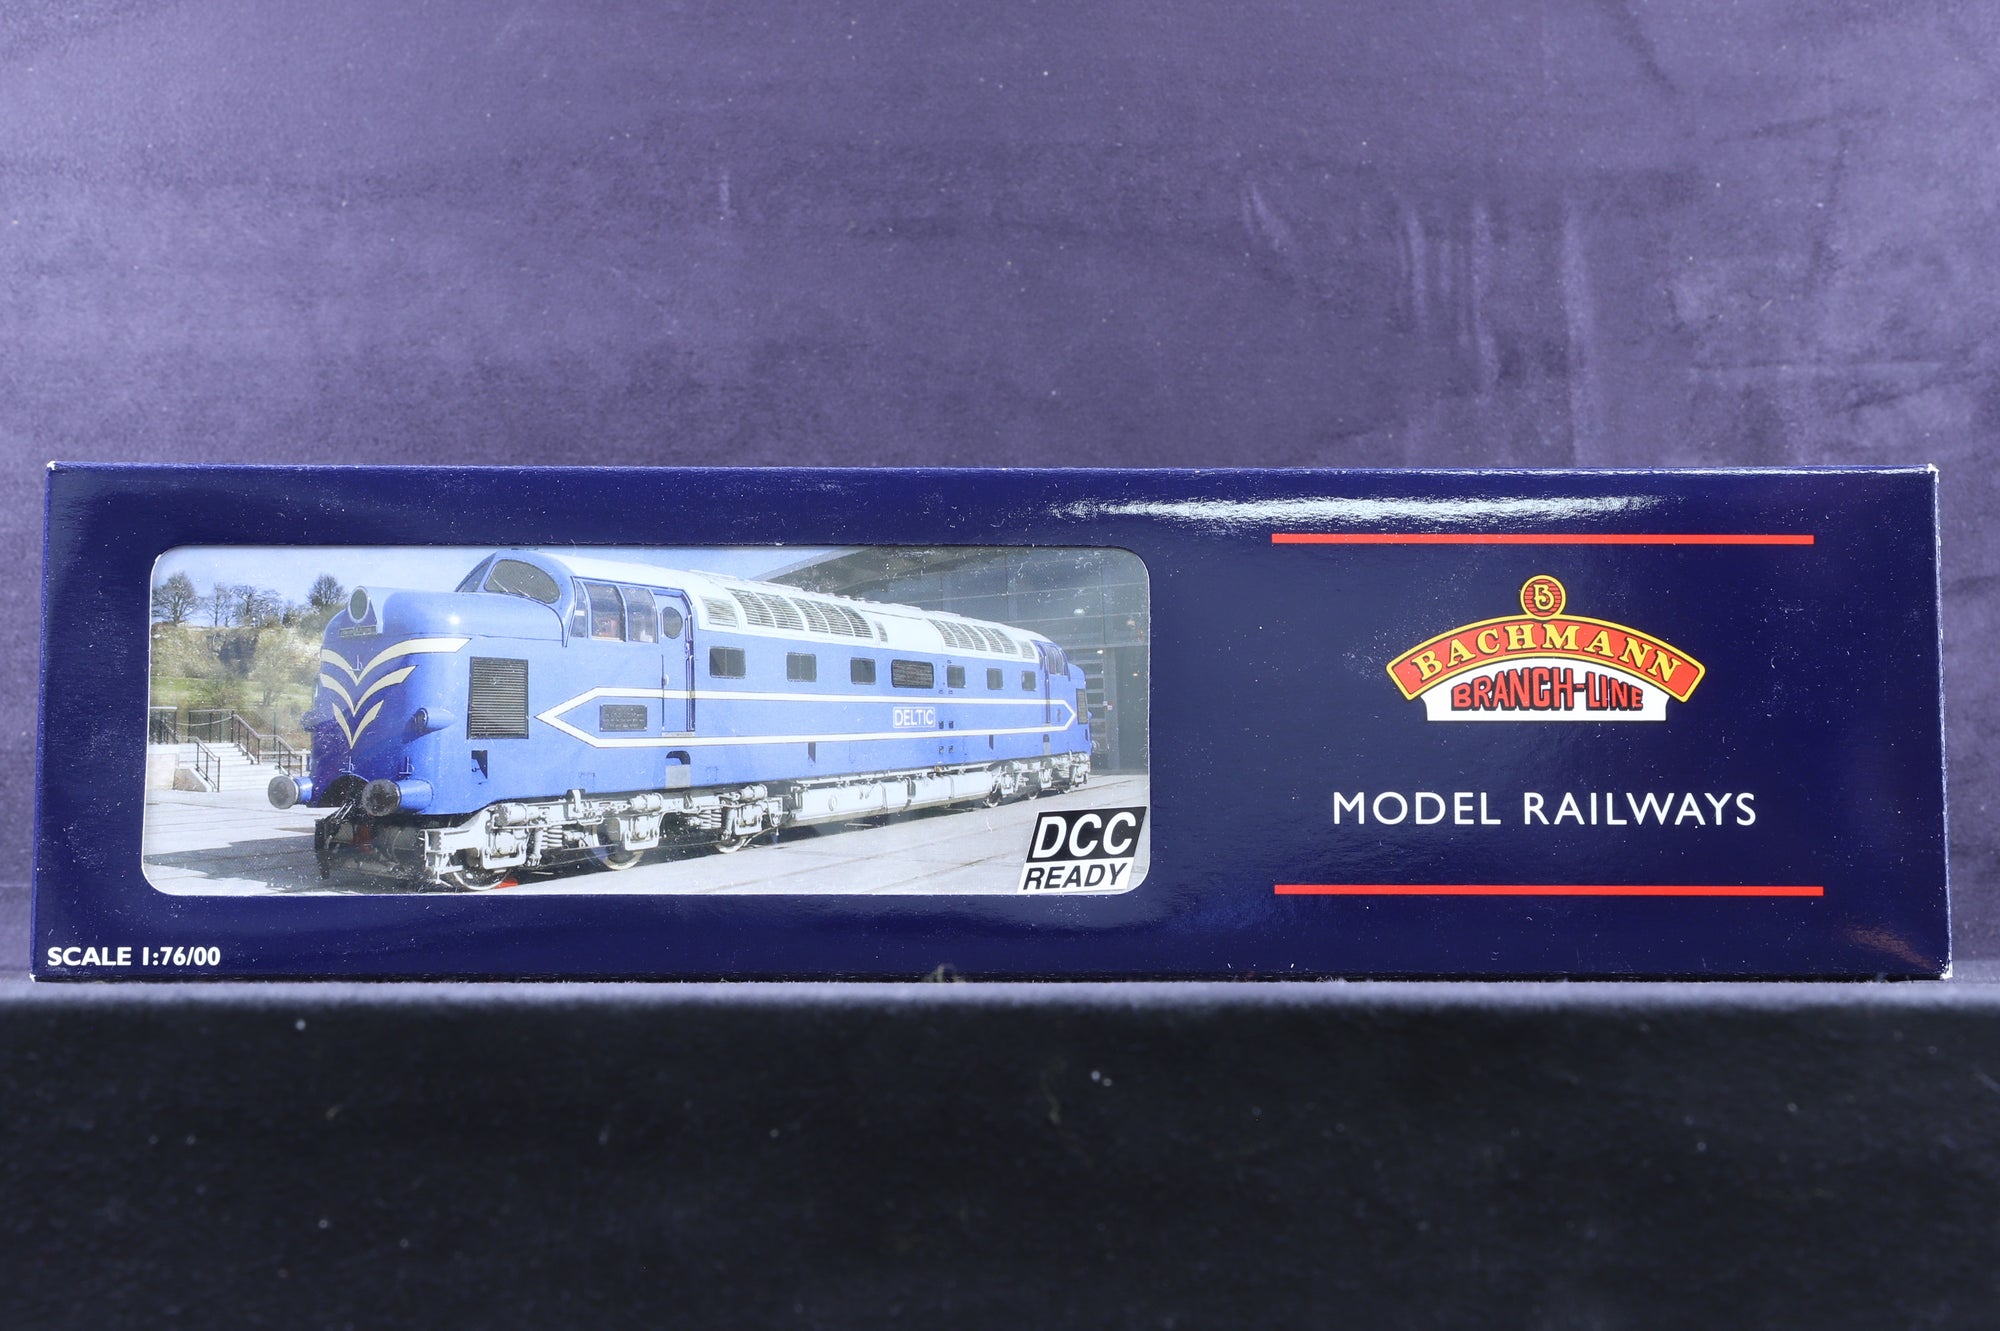 DELTIC
DCC
READY
SCALE 1:76/00
B
BACHMANN
BRANCH-LINE
MODEL RAILWAYS